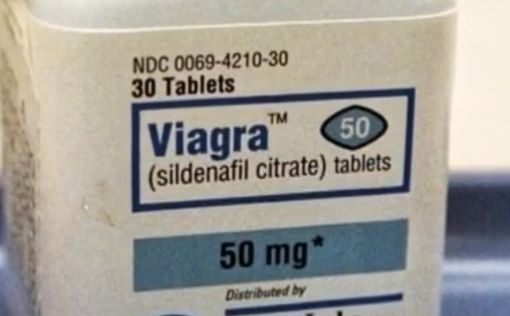 NDC 0069-4210-30
30 Tablets
Viagra™ 50
(sildenafil citrate) tablets
50 mg*
Distributed by